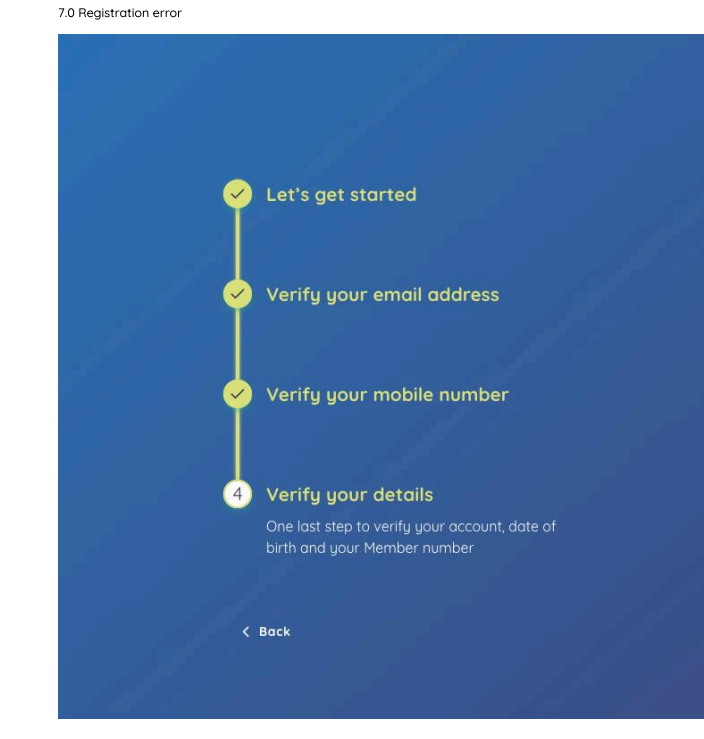 7.0 Registration error
Let's get started
Verify your email address
Verify your mobile number
4 Verify your details
One last step to verify your account, date of
birth and your Member number
Back